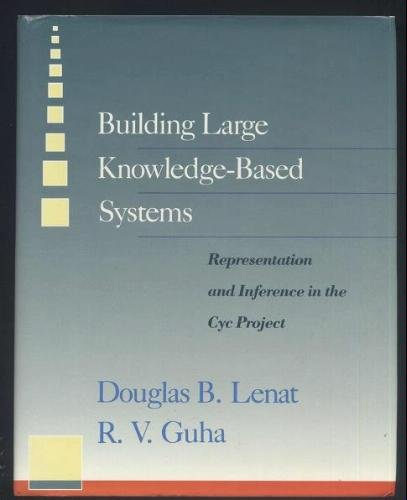 Building Large
Knowledge-Based
Systems
Representation
and Inference in the
Cyc Project
Douglas B. Lenat
R. V. Guha